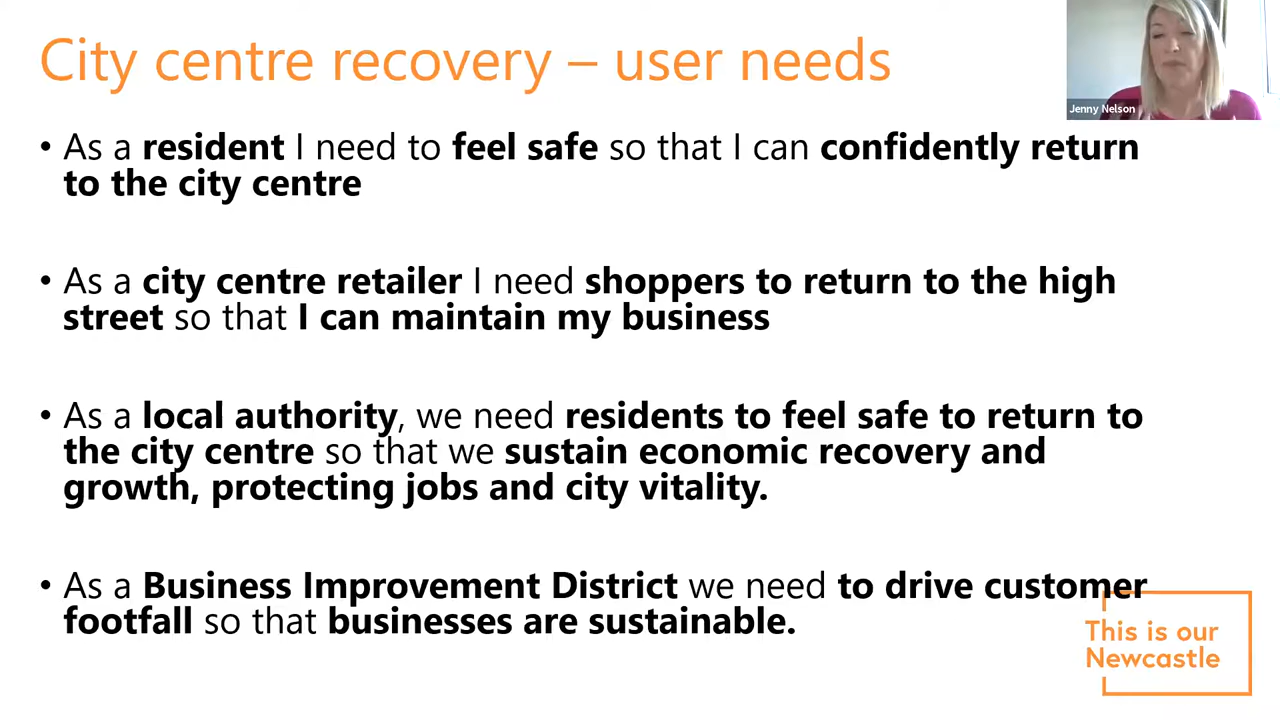 City centre recovery – user needs
Jenny Nelson
• As a resident I need to feel safe so that I can confidently return
to the city centre
• As a city centre retailer I need shoppers to return to the high
street so that I can maintain my business
• As a local authority, we need residents to feel safe to return to
the city centre so that we sustain economic recovery and
growth, protecting jobs and city vitality.
• As a Business Improvement District we need to drive customer
footfall so that businesses are sustainable.
This is our
Newcastle